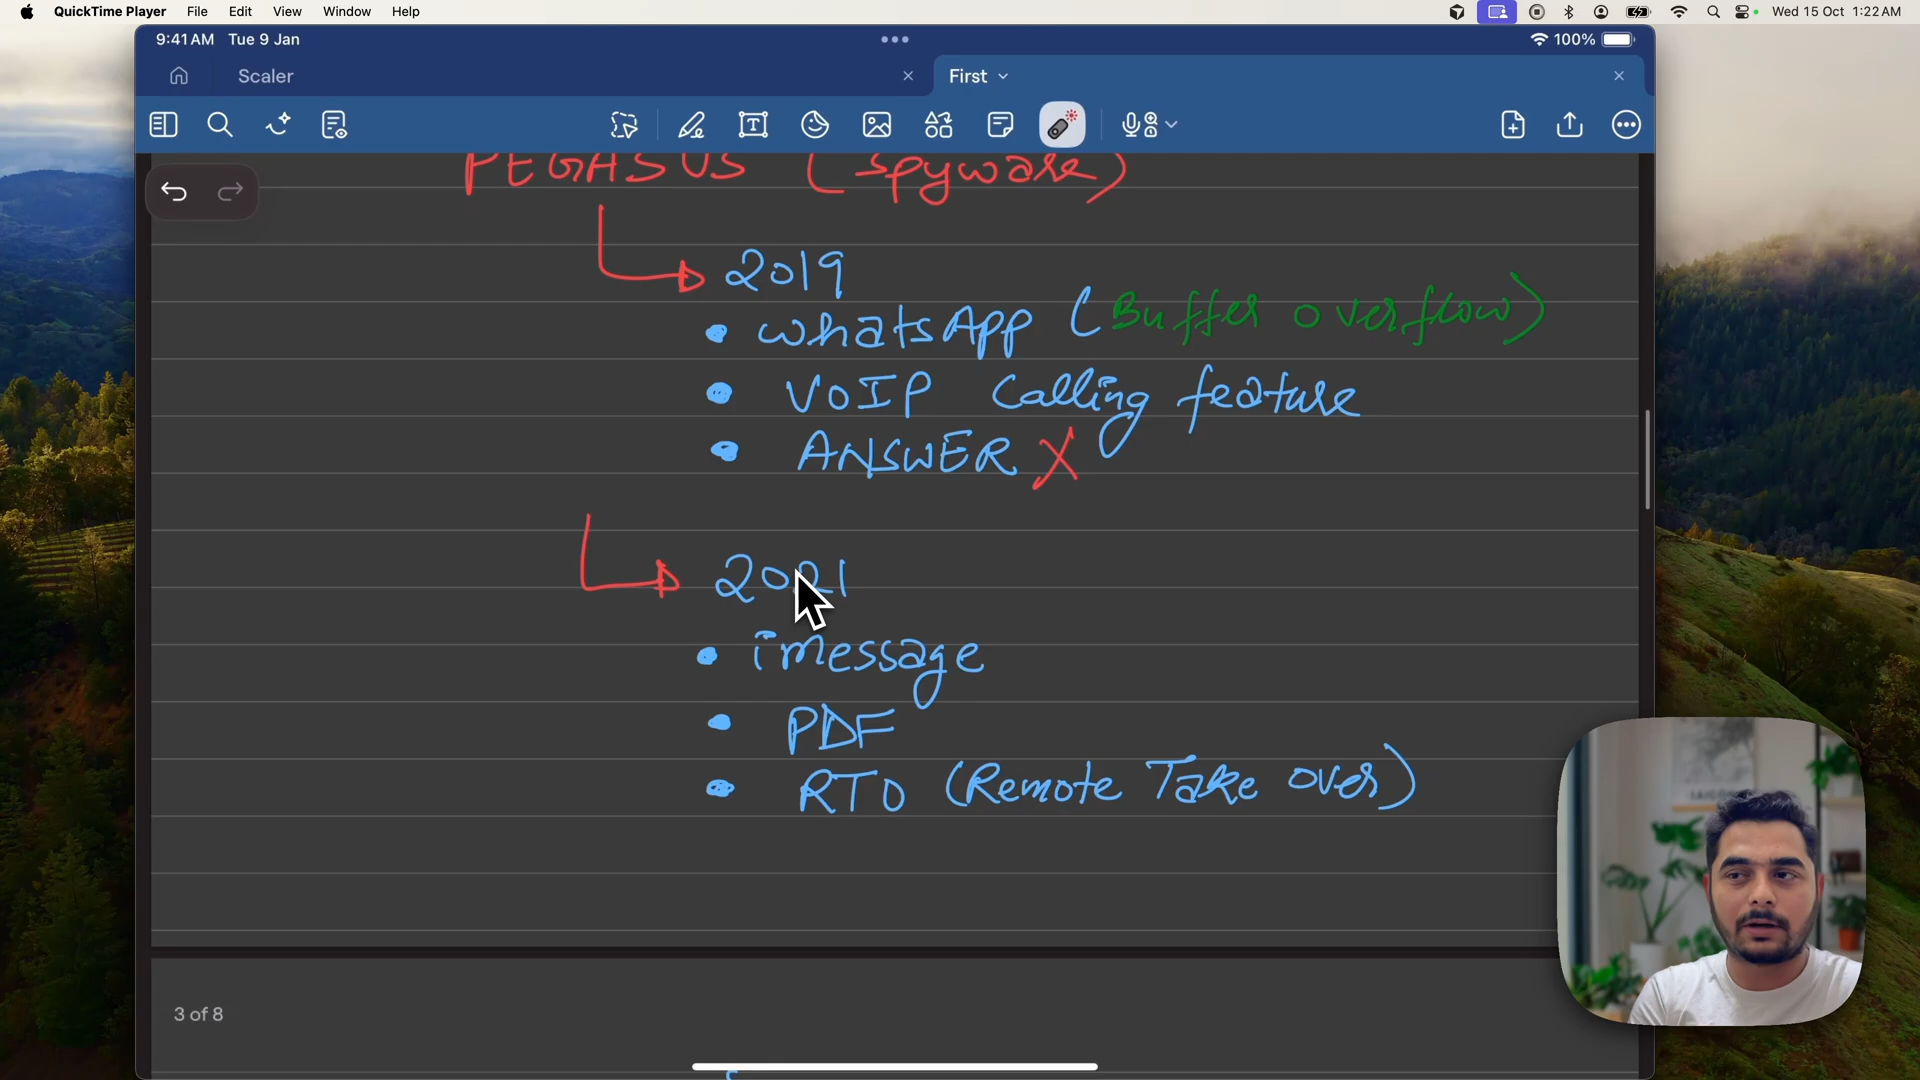 QuickTime Player File Edit View Window Help Wed 15 Oct 1:22 AM
9:41 AM Tue 9 Jan 100%
Scaler First
PEGASUS (Spyware)
2019
• WhatsApp (Buffer overflow)
• VOIP Calling feature
• ANSWER X
2021
• imessage
• PDF
• RTO (Remote Take Over)
3 of 8